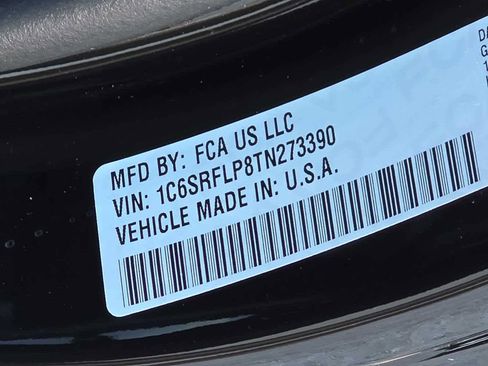 MFD BY: FCA US LLC
VIN: 1C6SRFLP8TN273390
VEHICLE MADE IN: U.S.A.